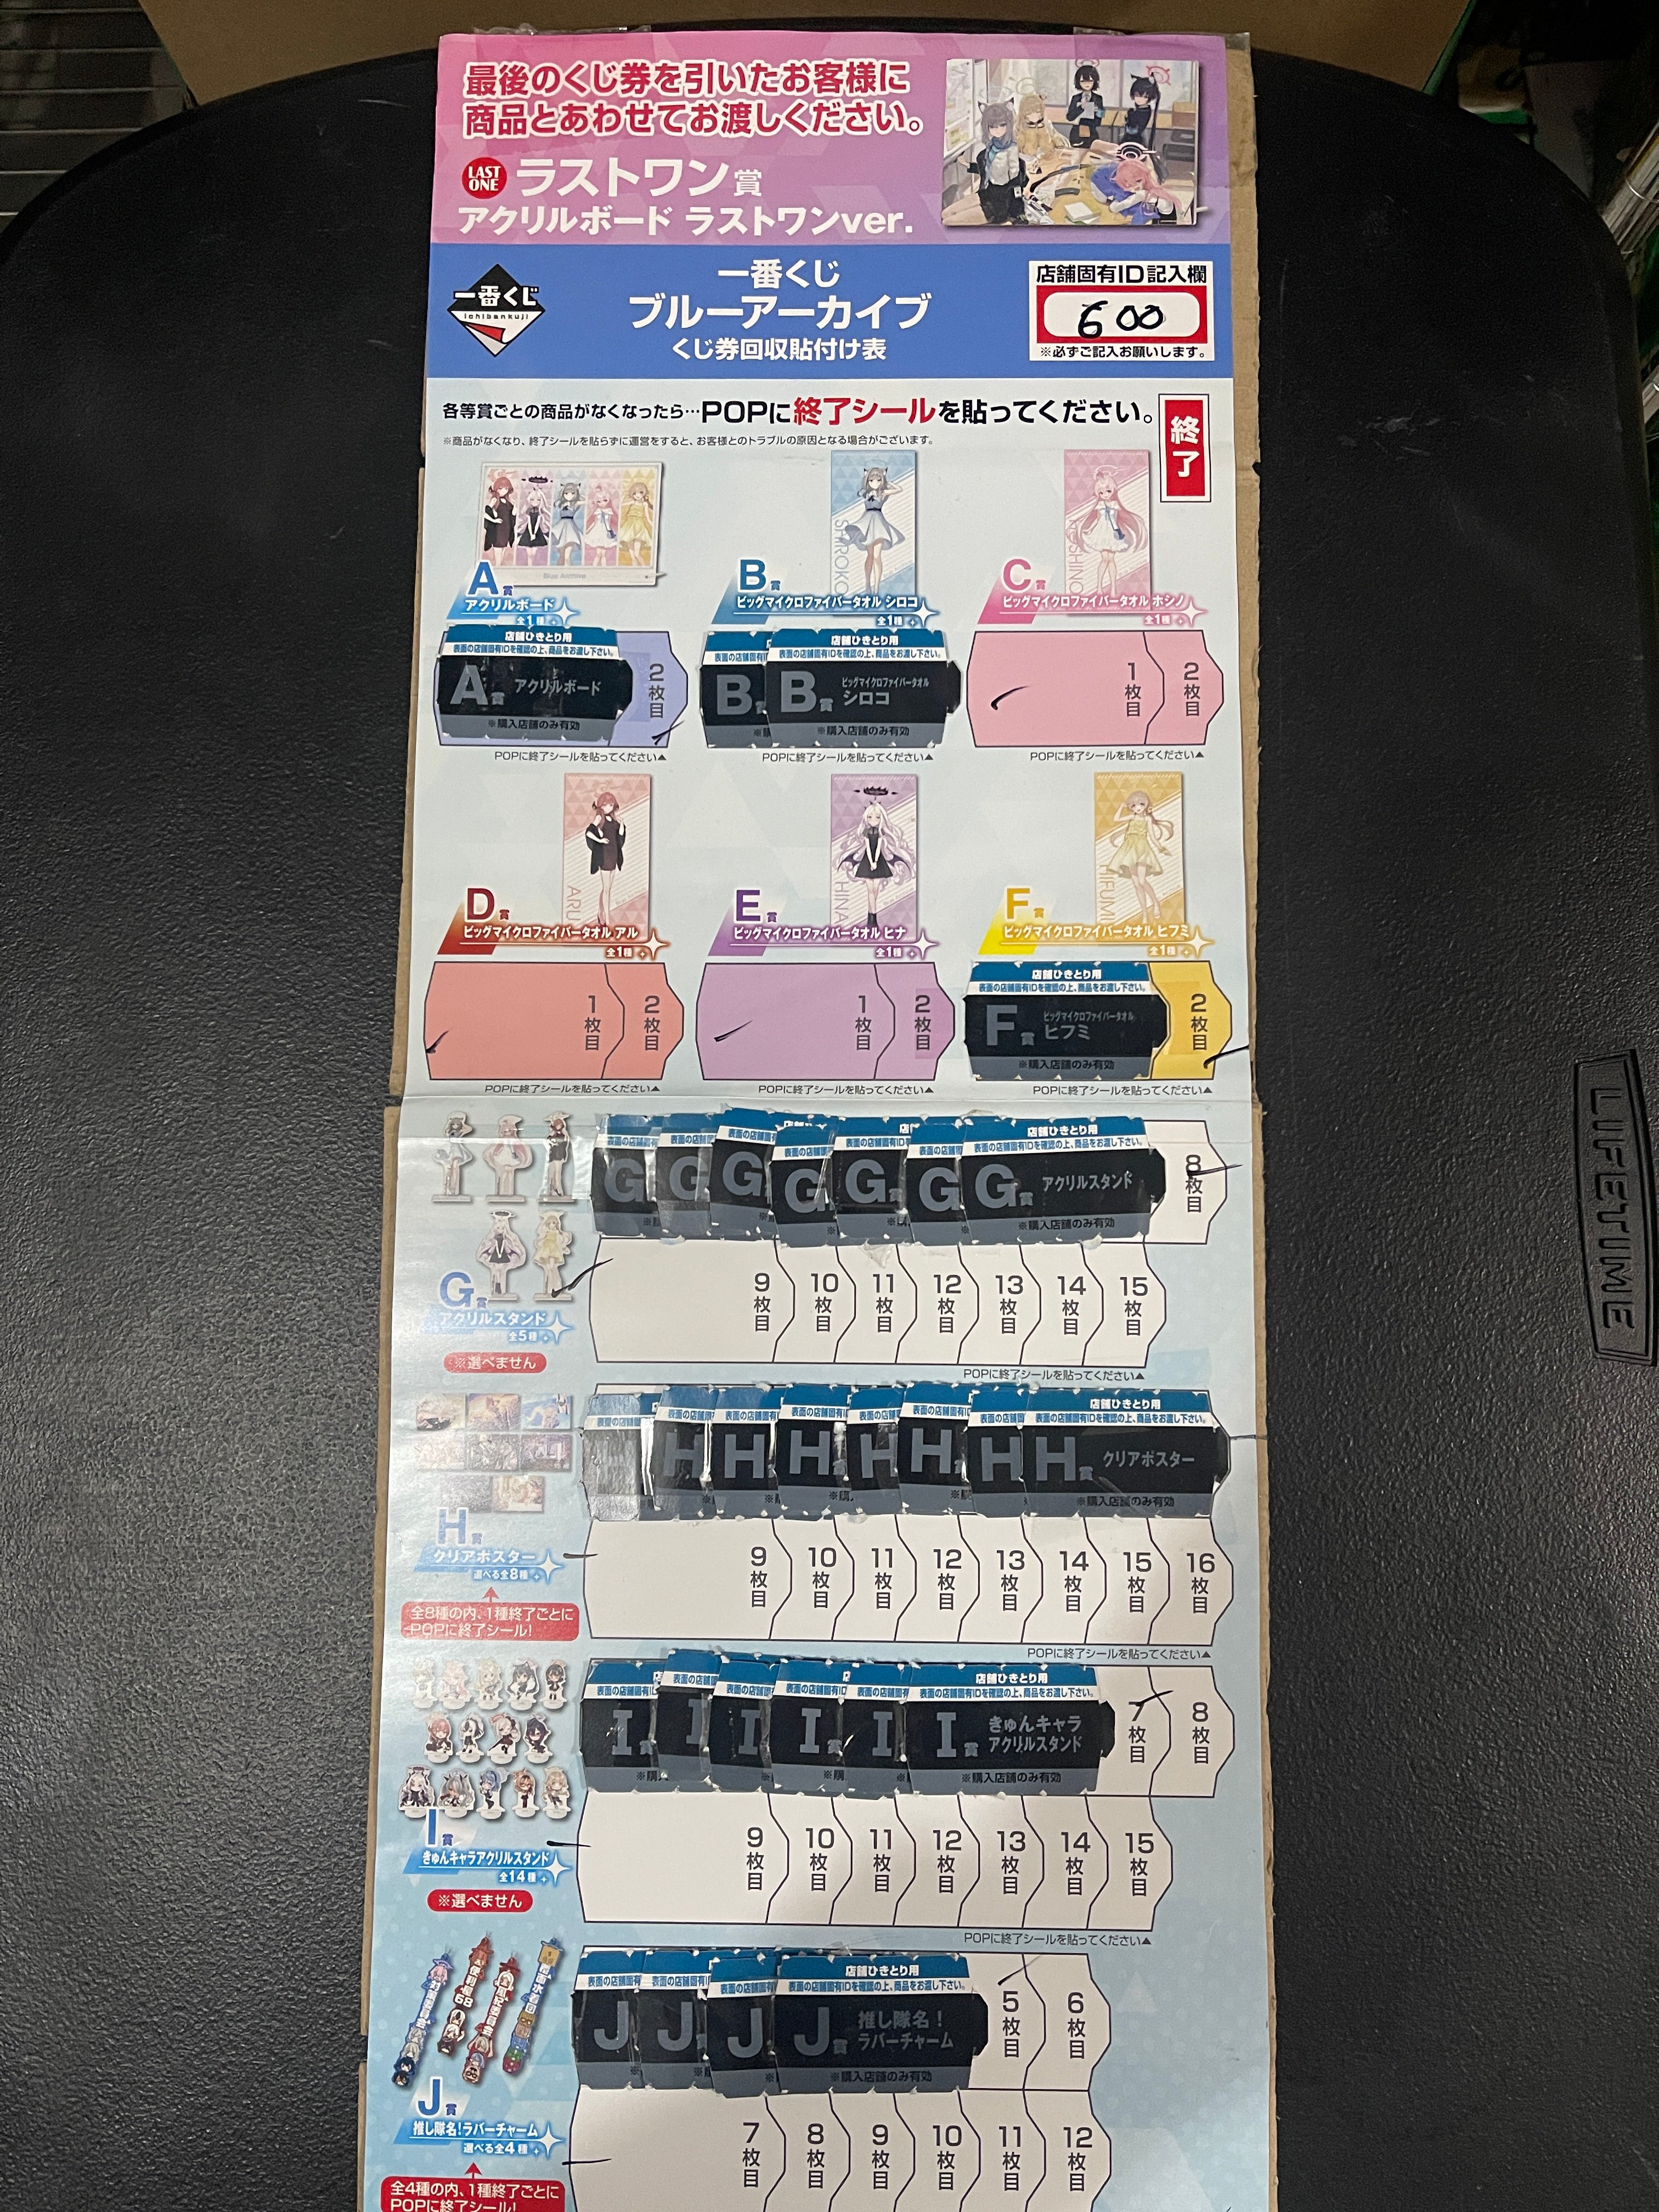 最後のくじ券を引いたお客様に
商品とあわせてお渡しください。
LAST ONE ラストワン賞
アクリルボード ラストワンver.
一番くじ
ichibankuji
一番くじ
ブルーアーカイブ
くじ券回収貼付け表
店舗固有ID記入欄
600
※必ずご記入お願いします。
各等賞ごとの商品がなくなったら…POPに終了シールを貼ってください。
終了
※商品がなくなり、終了シールを貼らずに運営をすると、お客様とのトラブルの原因となる場合がございます。
Blue Archive
A賞
アクリルボード
全1種
店舗ひきとり用
表面の店舗固有IDを確認の上、商品をお渡し下さい。
A賞 アクリルボード
※購入店舗のみ有効
2枚目
POPに終了シールを貼ってください▲
SHIROKO
B賞
ビッグマイクロファイバータオル シロコ
全1種
店舗ひきとり用
表面の店舗固有IDを確認の上、商品をお渡し下さい。
B賞
B賞 ビッグマイクロファイバータオル
シロコ
※購入店舗のみ有効
POPに終了シールを貼ってください▲
HOSHINO
C賞
ビッグマイクロファイバータオル ホシノ
全1種
1枚目 2枚目
POPに終了シールを貼ってください▲
ARU
D賞
ビッグマイクロファイバータオル アル
全1種
1枚目 2枚目
POPに終了シールを貼ってください▲
HINA
E賞
ビッグマイクロファイバータオル ヒナ
全1種
1枚目 2枚目
POPに終了シールを貼ってください▲
HIFUMI
F賞
ビッグマイクロファイバータオル ヒフミ
全1種
店舗ひきとり用
表面の店舗固有IDを確認の上、商品をお渡し下さい。
F賞 ビッグマイクロファイバータオル
ヒフミ
※購入店舗のみ有効
2枚目
POPに終了シールを貼ってください▲
G賞
アクリルスタンド
全5種
※選べません
店舗ひきとり用
表面の店舗固有IDを確認の上、商品をお渡し下さい。
G G G G G G G賞 アクリルスタンド
※購入店舗のみ有効
8枚目
9枚目 10枚目 11枚目 12枚目 13枚目 14枚目 15枚目
POPに終了シールを貼ってください▲
H賞
クリアポスター
選べる全8種
全8種の内、1種終了ごとに
POPに終了シール!
店舗ひきとり用
表面の店舗固有IDを確認の上、商品をお渡し下さい。
H H H H H H H H賞 クリアポスター
※購入店舗のみ有効
9枚目 10枚目 11枚目 12枚目 13枚目 14枚目 15枚目 16枚目
POPに終了シールを貼ってください▲
I賞
きゅんキャラアクリルスタンド
全14種
※選べません
店舗ひきとり用
表面の店舗固有IDを確認の上、商品をお渡し下さい。
I I I I I I賞 きゅんキャラ
アクリルスタンド
※購入店舗のみ有効
7枚目 8枚目
9枚目 10枚目 11枚目 12枚目 13枚目 14枚目 15枚目
POPに終了シールを貼ってください▲
J賞
推し隊名!ラバーチャーム
選べる全4種
全4種の内、1種終了ごとに
POPに終了シール!
店舗ひきとり用
表面の店舗固有IDを確認の上、商品をお渡し下さい。
J J J J賞 推し隊名!
ラバーチャーム
※購入店舗のみ有効
5枚目 6枚目
7枚目 8枚目 9枚目 10枚目 11枚目 12枚目
LIFETIME